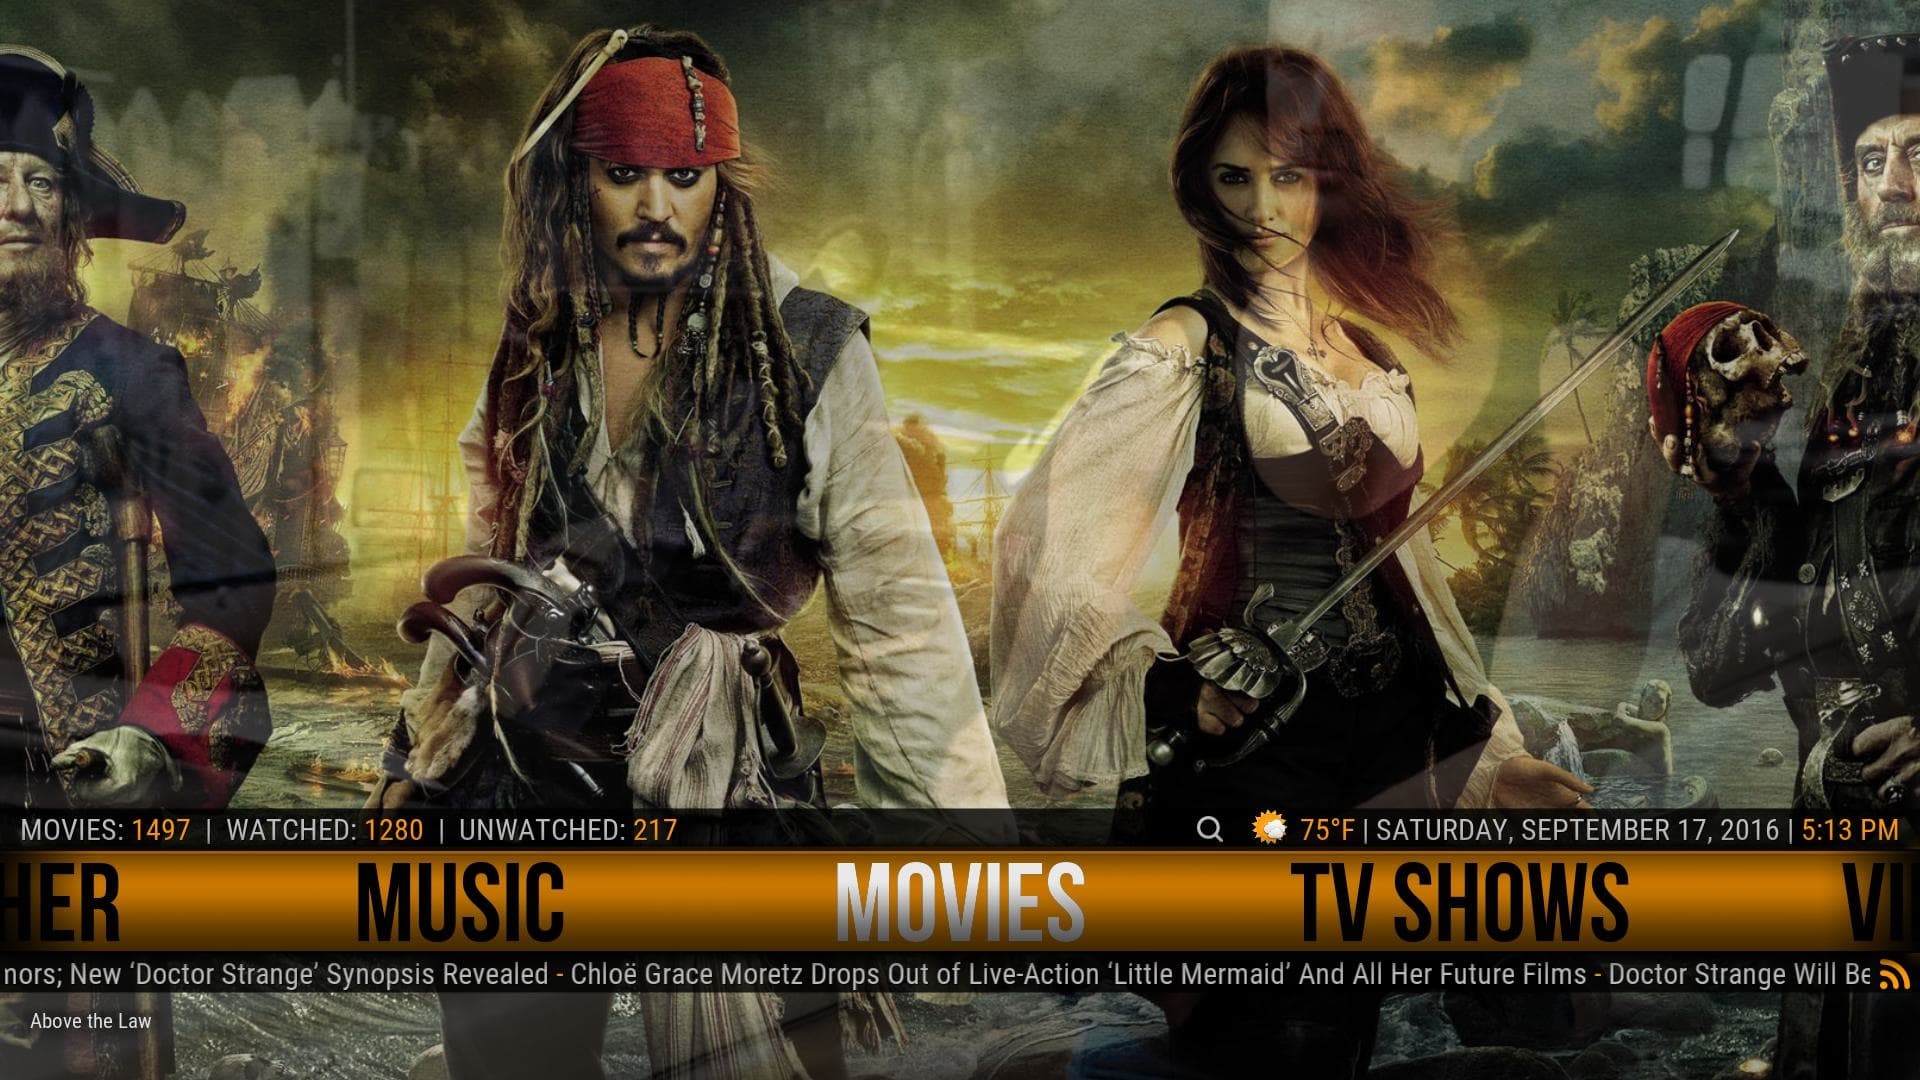 MOVIES: 1497 | WATCHED: 1280 | UNWATCHED: 217
75°F | SATURDAY, SEPTEMBER 17, 2016 | 5:13 PM
HER MUSIC MOVIES TV SHOWS VI
nors; New ‘Doctor Strange’ Synopsis Revealed - Chloë Grace Moretz Drops Out of Live-Action ‘Little Mermaid’ And All Her Future Films - Doctor Strange Will Be
Above the Law